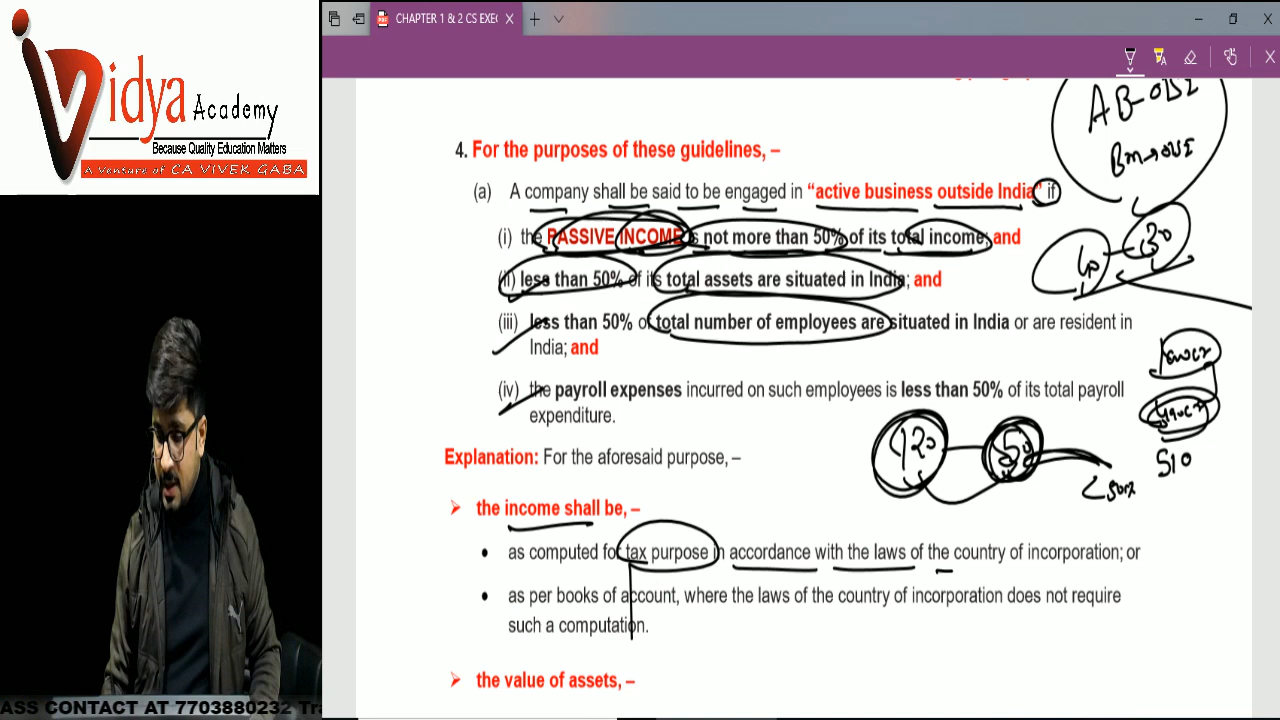 Vidya
Academy
Because Quality Education Matters
A Venture of CA VIVEK GABA
CHAPTER 1 & 2 CS EXEC
4. For the purposes of these guidelines, –
(a) A company shall be said to be engaged in “active business outside India” if
(i) the PASSIVE INCOME is not more than 50% of its total income; and
(ii) less than 50% of its total assets are situated in India; and
(iii) less than 50% of total number of employees are situated in India or are resident in
India; and
(iv) the payroll expenses incurred on such employees is less than 50% of its total payroll
expenditure.
Explanation: For the aforesaid purpose, –
➢ the income shall be, –
• as computed for tax purpose in accordance with the laws of the country of incorporation; or
• as per books of account, where the laws of the country of incorporation does not require
such a computation.
➢ the value of assets, –
AB-OSI
120
50
510
ASS CONTACT AT 7703880232 Tra